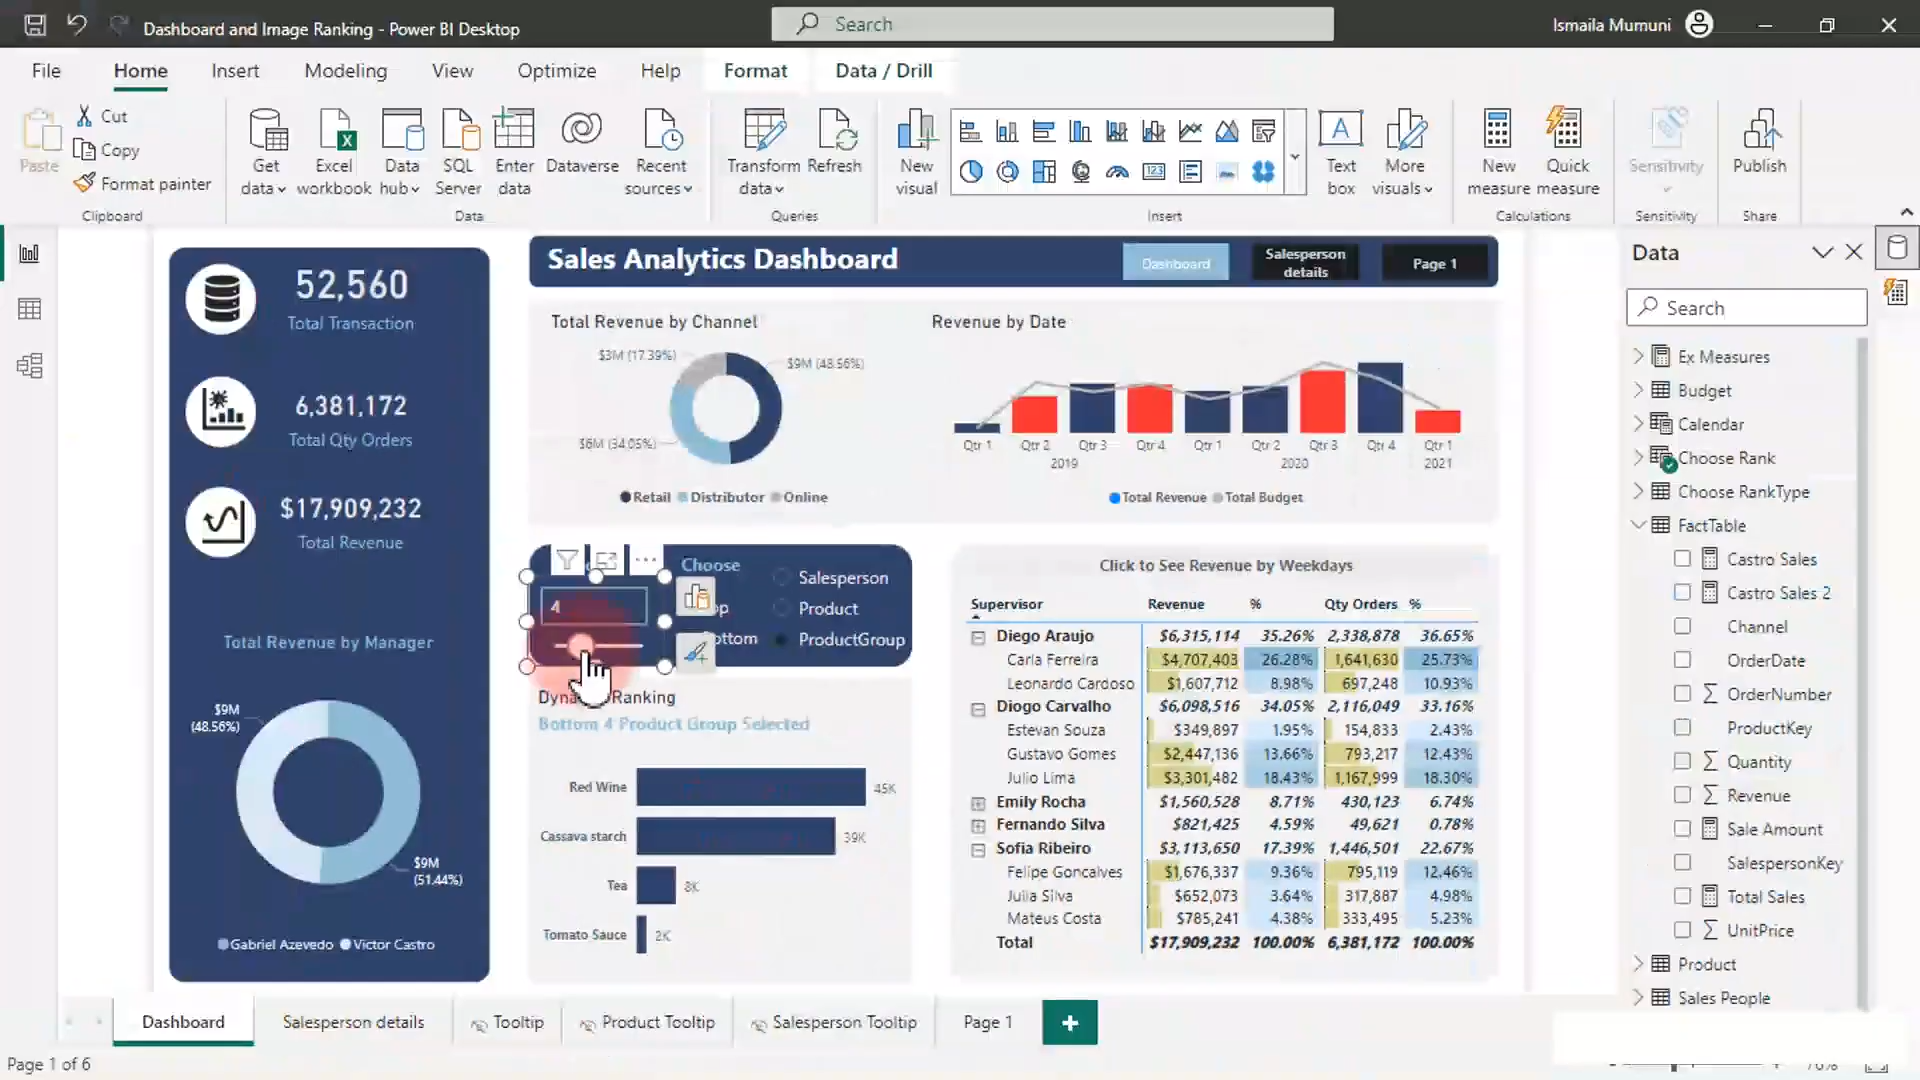 Dashboard and Image Ranking - Power BI Desktop
Search
Ismaila Mumuni
File Home Insert Modeling View Optimize Help Format Data / Drill
Paste
Cut
Copy
Format painter
Clipboard
Get data
Excel workbook
Data hub
SQL Server
Enter data
Dataverse
Recent sources
Data
Transform data
Refresh
Queries
New visual
Text box
More visuals
Insert
New measure
Quick measure
Calculations
Sensitivity
Sensitivity
Publish
Share
52,560
Total Transaction
6,381,172
Total Qty Orders
$17,909,232
Total Revenue
Total Revenue by Manager
$9M
(48.56%)
$9M
(51.44%)
Gabriel Azevedo Victor Castro
Sales Analytics Dashboard
Dashboard
Salesperson details
Page 1
Total Revenue by Channel
$3M (17.39%)
$9M (48.56%)
$6M (34.05%)
Retail Distributor Online
Revenue by Date
Qtr 1 Qtr 2 Qtr 3 Qtr 4 Qtr 1 Qtr 2 Qtr 3 Qtr 4 Qtr 1
2019 2020 2021
Total Revenue Total Budget
Choose
4
Salesperson
Product
ProductGroup
Ranking
Bottom 4 Product Group Selected
Red Wine 45K
Cassava starch 39K
Tea 8K
Tomato Sauce 2K
Click to See Revenue by Weekdays
Supervisor Revenue % Qty Orders %
Diego Araujo $6,315,114 35.26% 2,338,878 36.65%
Carla Ferreira $4,707,403 26.28% 1,641,630 25.73%
Leonardo Cardoso $1,607,712 8.98% 697,248 10.93%
Diogo Carvalho $6,098,516 34.05% 2,116,049 33.16%
Estevan Souza $349,897 1.95% 154,833 2.43%
Gustavo Gomes $2,447,136 13.66% 793,217 12.43%
Julio Lima $3,301,482 18.43% 1,167,999 18.30%
Emily Rocha $1,560,528 8.71% 430,123 6.74%
Fernando Silva $821,425 4.59% 49,621 0.78%
Sofia Ribeiro $3,113,650 17.39% 1,446,501 22.67%
Felipe Goncalves $1,676,337 9.36% 795,119 12.46%
Julia Silva $652,073 3.64% 317,887 4.98%
Mateus Costa $785,241 4.38% 333,495 5.23%
Total $17,909,232 100.00% 6,381,172 100.00%
Data
Search
Ex Measures
Budget
Calendar
Choose Rank
Choose RankType
FactTable
Castro Sales
Castro Sales 2
Channel
OrderDate
OrderNumber
ProductKey
Quantity
Revenue
Sale Amount
SalespersonKey
Total Sales
UnitPrice
Product
Sales People
Dashboard Salesperson details Tooltip Product Tooltip Salesperson Tooltip Page 1
Page 1 of 6